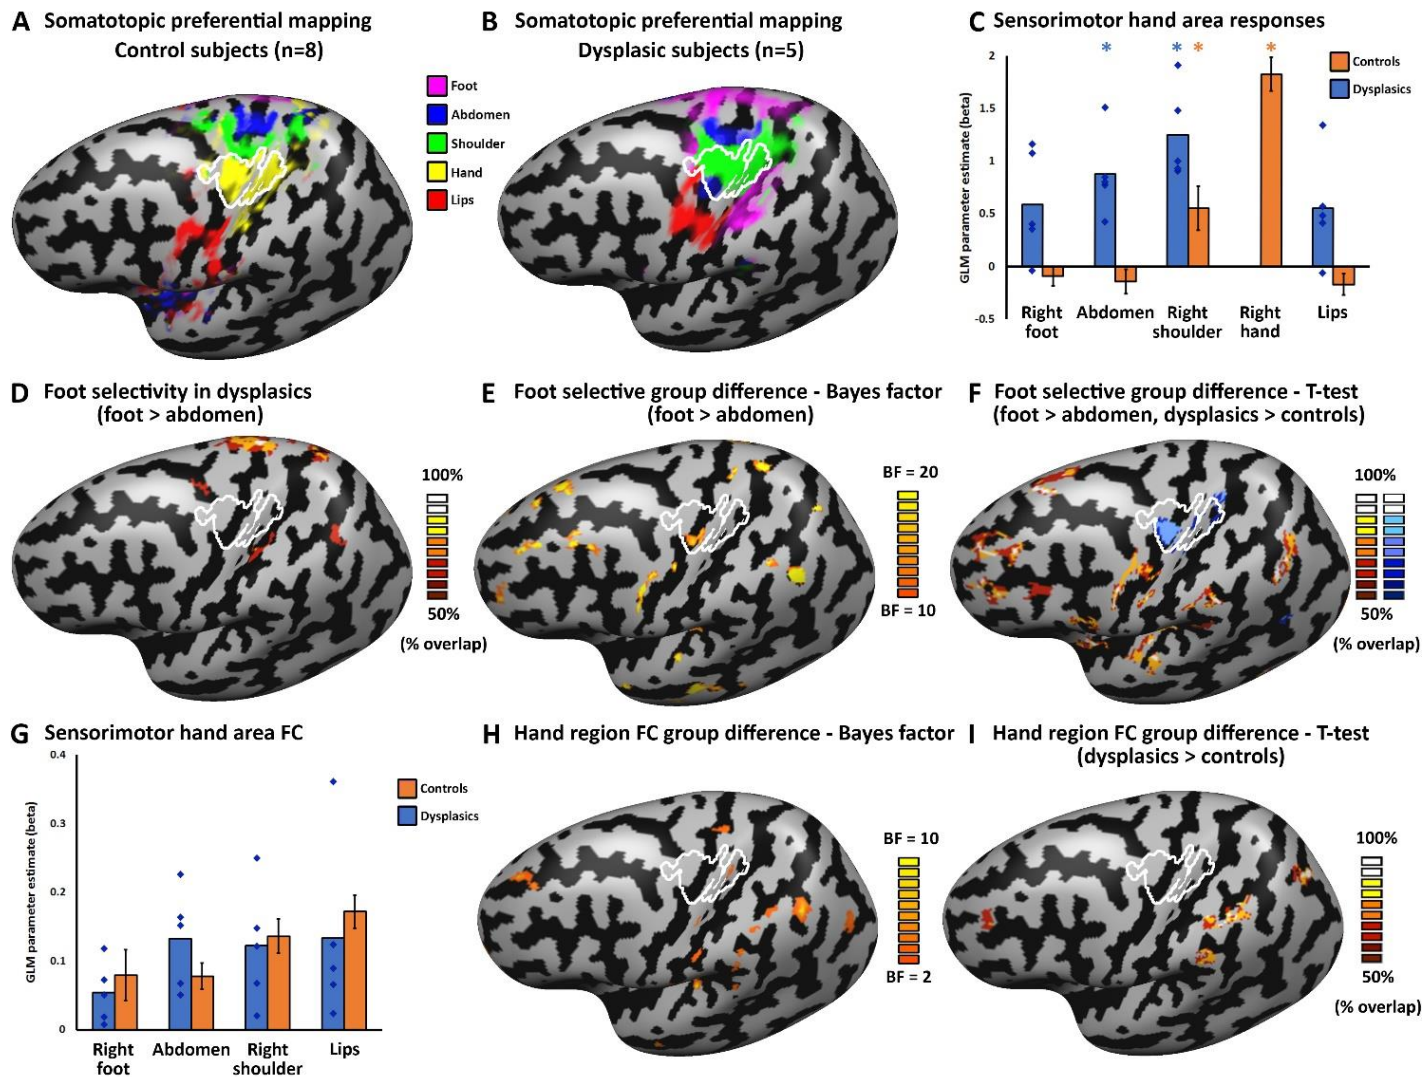 A Somatotopic preferential mapping
Control subjects (n=8)
B Somatotopic preferential mapping
Dysplasic subjects (n=5)
Foot
Abdomen
Shoulder
Hand
Lips
C Sensorimotor hand area responses
* * * *
Controls
Dysplasics
GLM parameter estimate (beta)
2
1.5
1
0.5
0
-0.5
Right foot
Abdomen
Right shoulder
Right hand
Lips
D Foot selectivity in dysplasics
(foot > abdomen)
100%
50%
(% overlap)
E Foot selective group difference - Bayes factor
(foot > abdomen)
BF = 20
BF = 10
F Foot selective group difference - T-test
(foot > abdomen, dysplasics > controls)
100%
50%
(% overlap)
G Sensorimotor hand area FC
GLM parameter estimate (beta)
0.4
0.3
0.2
0.1
0
Controls
Dysplasics
Right foot
Abdomen
Right shoulder
Lips
H Hand region FC group difference - Bayes factor
BF = 10
BF = 2
I Hand region FC group difference - T-test
(dysplasics > controls)
100%
50%
(% overlap)